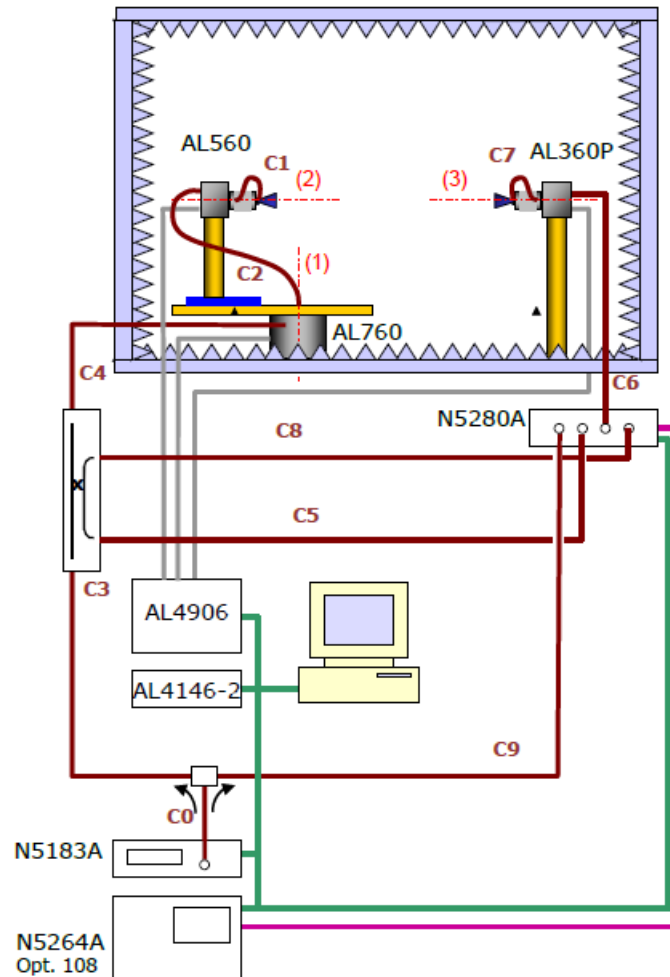 AL560
C1
(2)
(3)
C7
AL360P
C2
(1)
AL760
C4
C6
N5280A
C8
x
C5
C3
AL4906
AL4146-2
C9
C0
N5183A
N5264A
Opt. 108